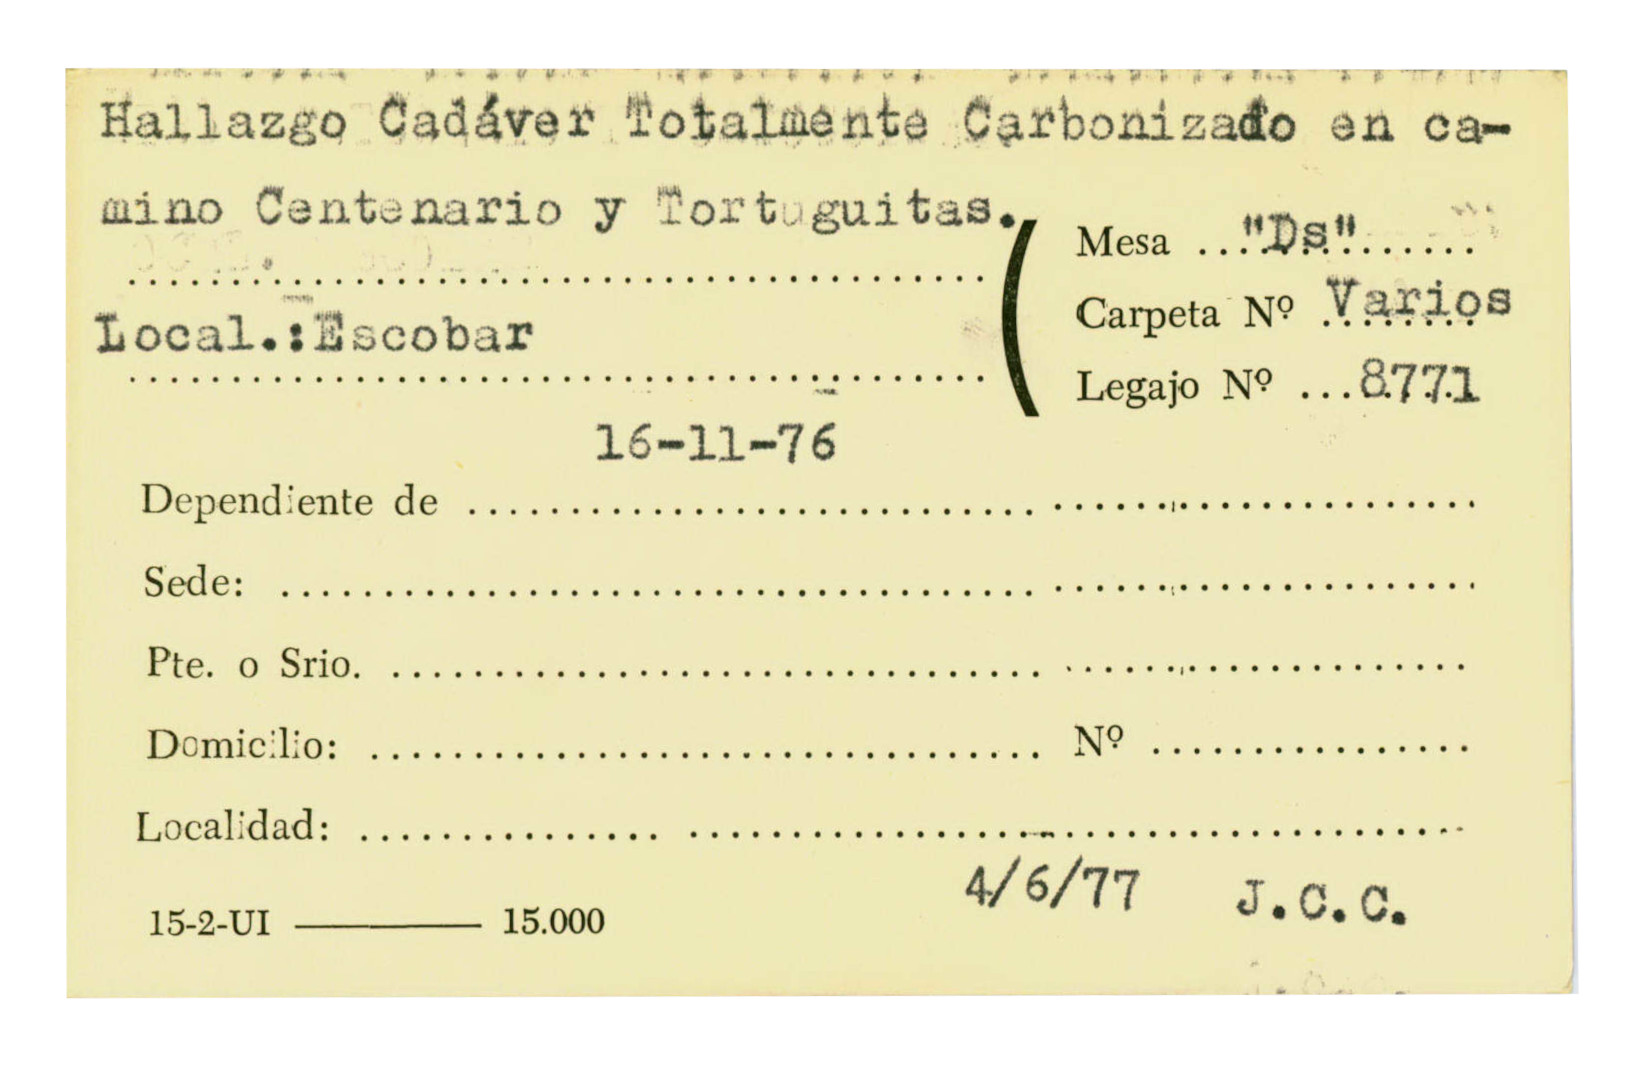 Hallazgo Cadáver Totalmente Carbonizado en ca-
mino Centenario y Tortuguitas.
Mesa ..."Ds"......
Carpeta Nº Varios
Local.:Escobar
Legajo Nº ...8771
16-11-76
Dependiente de
Sede:
Pte. o Srio.
Domicilio: Nº
Localidad:
4/6/77 J.C.C.
15-2-UI ——— 15.000